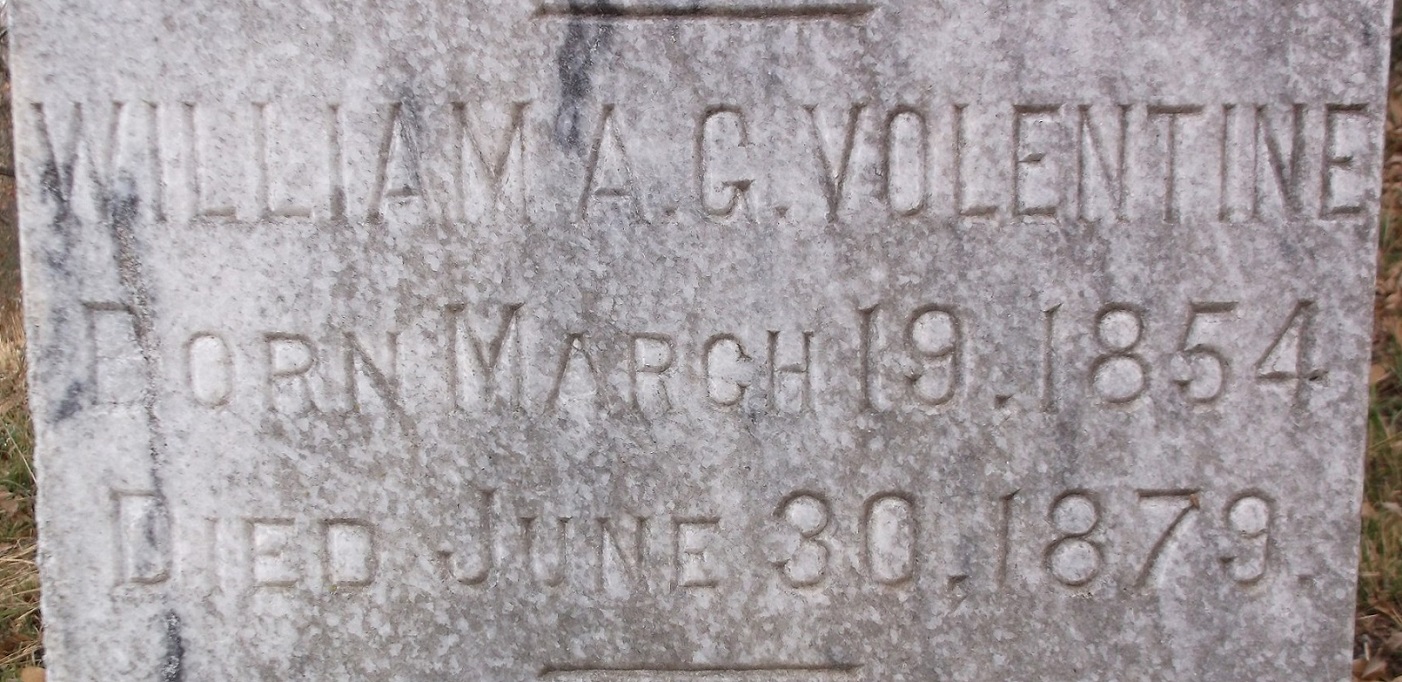 WILLIAM A. G. VOLENTINE
BORN MARCH 19. 1854
DIED JUNE 30, 1879.